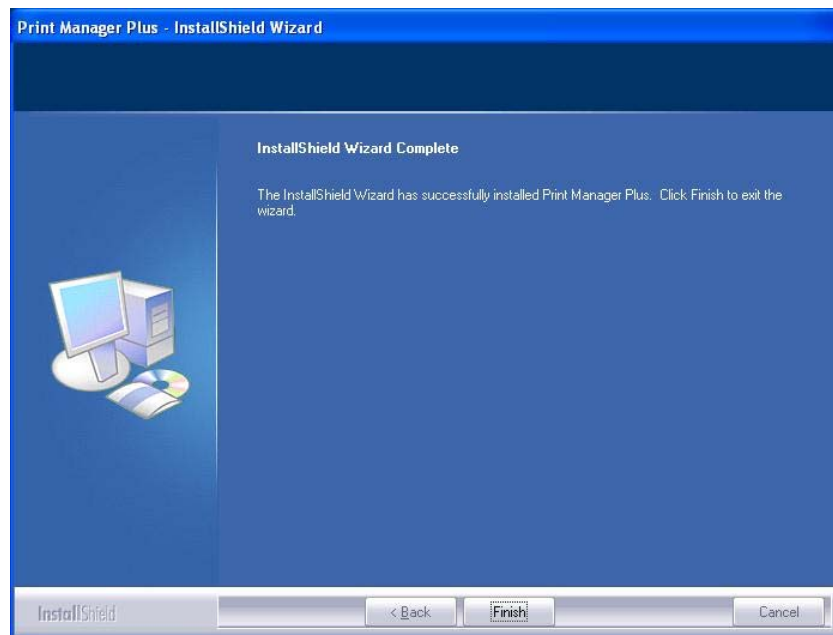 Print Manager Plus - InstallShield Wizard
InstallShield Wizard Complete
The InstallShield Wizard has successfully installed Print Manager Plus. Click Finish to exit the
wizard.
InstallShield
< Back
Finish
Cancel